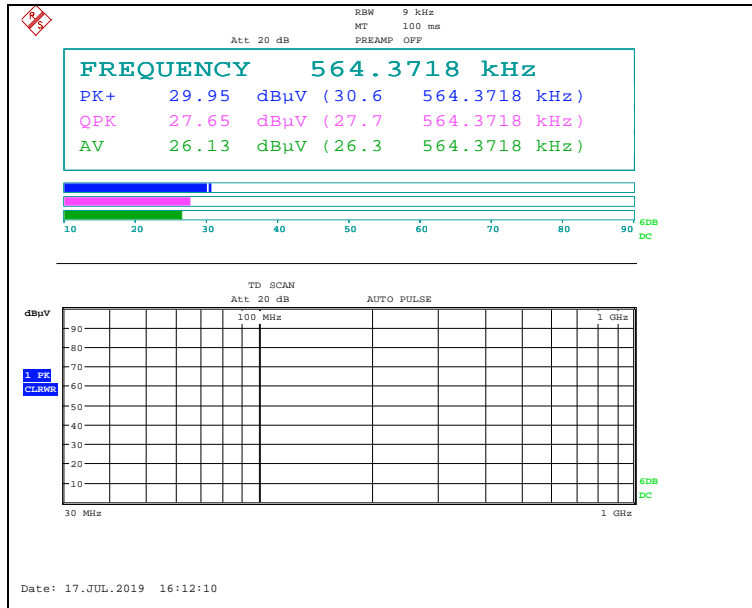 R
S
RBW 9 kHz
MT 100 ms
Att 20 dB PREAMP OFF
FREQUENCY 564.3718 kHz
PK+ 29.95 dBµV (30.6 564.3718 kHz)
QPK 27.65 dBµV (27.7 564.3718 kHz)
AV 26.13 dBµV (26.3 564.3718 kHz)
10 20 30 40 50 60 70 80 90
6DB
DC
TD SCAN
Att 20 dB AUTO PULSE
dBµV
100 MHz 1 GHz
90
80
70
1 PK
60
CLRWR
50
40
30
20
10
6DB
DC
30 MHz 1 GHz
Date: 17.JUL.2019 16:12:10